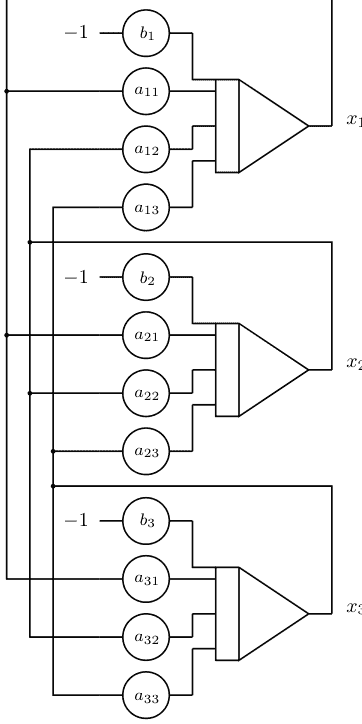 −1 b₁
a₁₁
a₁₂ x₁
a₁₃
−1 b₂
a₂₁
x₂
a₂₂
a₂₃
−1 b₃
a₃₁
x₃
a₃₂
a₃₃